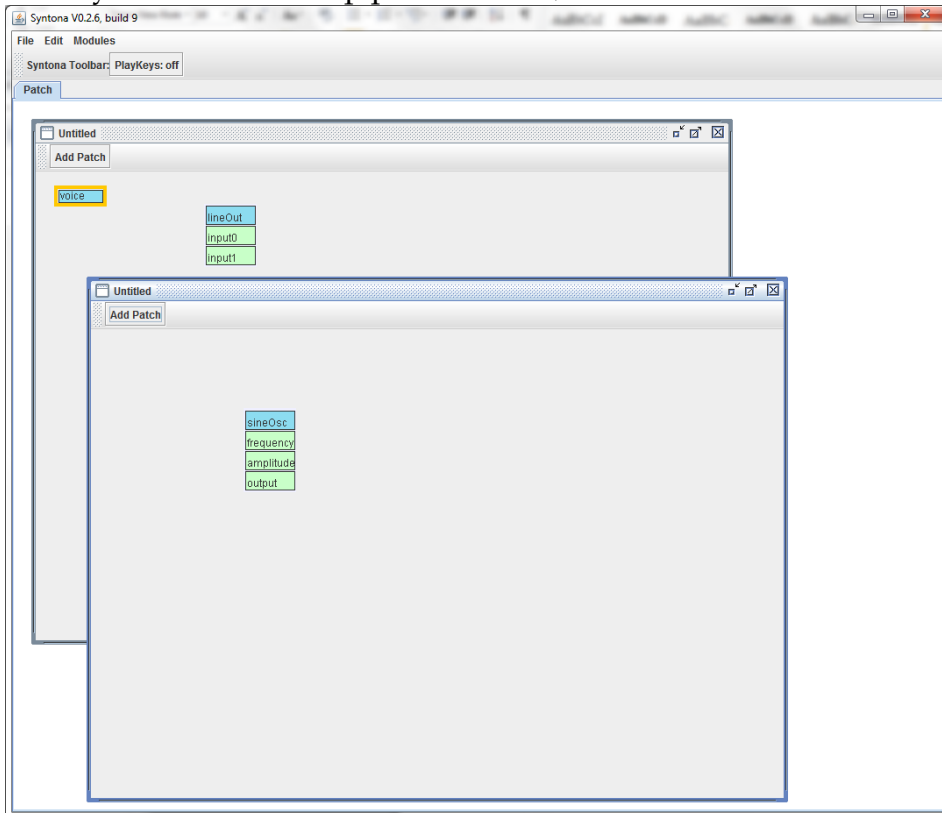 Syntona V0.2.6, build 9
File Edit Modules
Syntona Toolbar: PlayKeys: off
Patch
Untitled
Add Patch
voice
lineOut
input0
input1
Untitled
Add Patch
sineOsc
frequency
amplitude
output